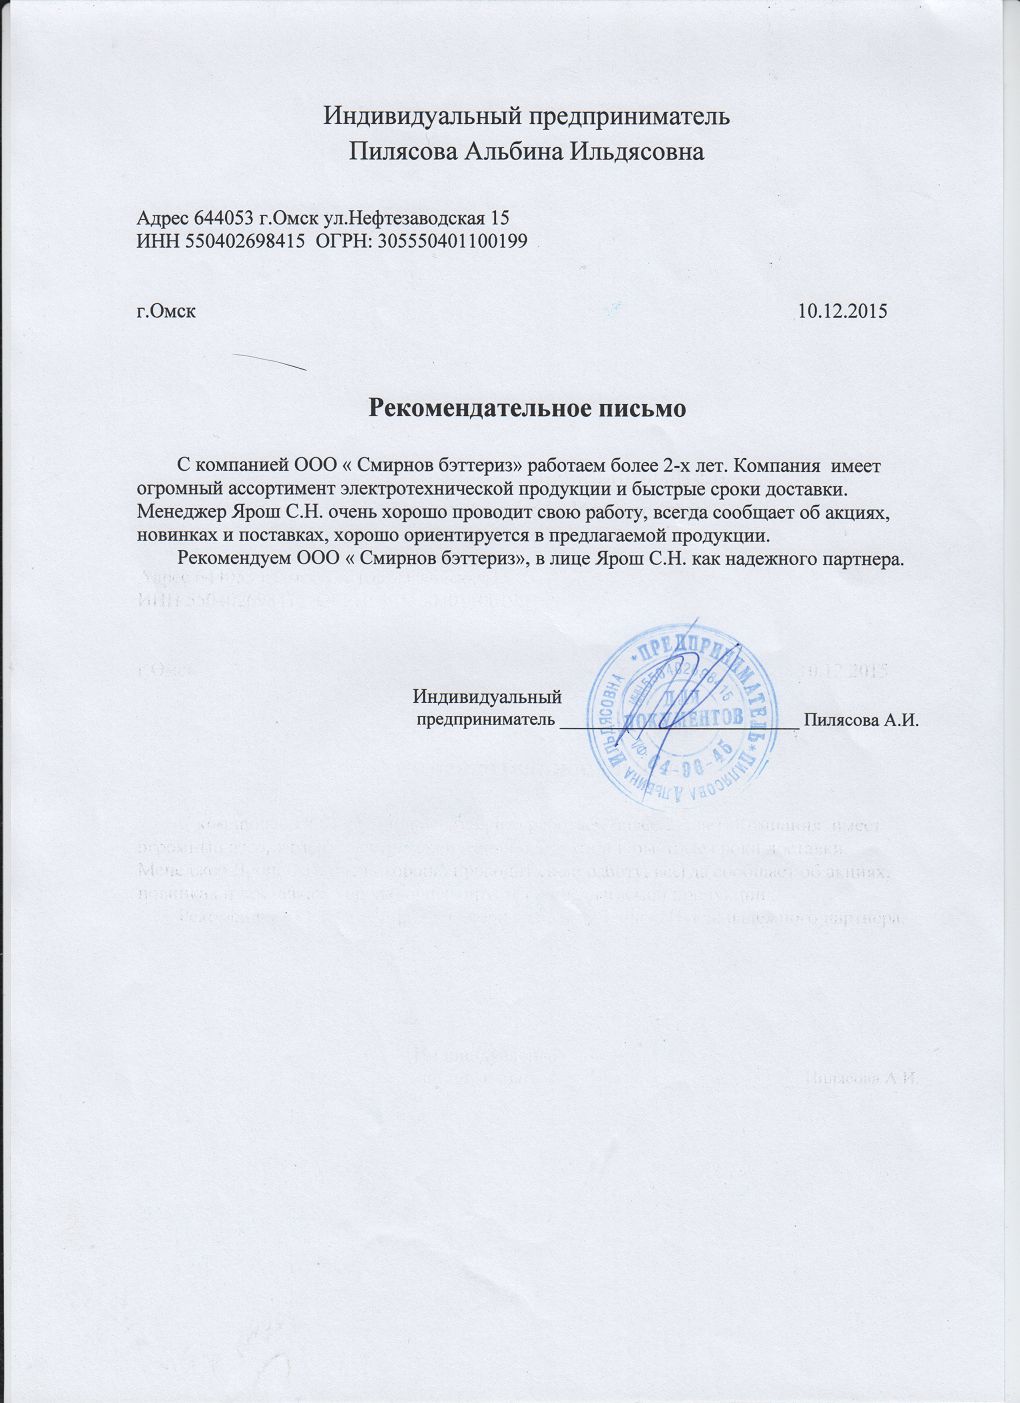 Индивидуальный предприниматель
Пилясова Альбина Ильдясовна
Адрес 644053 г.Омск ул.Нефтезаводская 15
ИНН 550402698415 ОГРН: 305550401100199
г.Омск 10.12.2015
Рекомендательное письмо
С компанией ООО « Смирнов бэттериз» работаем более 2-х лет. Компания имеет
огромный ассортимент электротехнической продукции и быстрые сроки доставки.
Менеджер Ярош С.Н. очень хорошо проводит свою работу, всегда сообщает об акциях,
новинках и поставках, хорошо ориентируется в предлагаемой продукции.
Рекомендуем ООО « Смирнов бэттериз», в лице Ярош С.Н. как надежного партнера.
Индивидуальный
предприниматель Пилясова А.И.
*ПРЕДПРИНИМАТЕЛЬ*
ПИЛЯСОВА АЛЬБИНА ИЛЬДЯСОВНА
ДЛЯ
ДОКУМЕНТОВ
04-96-45